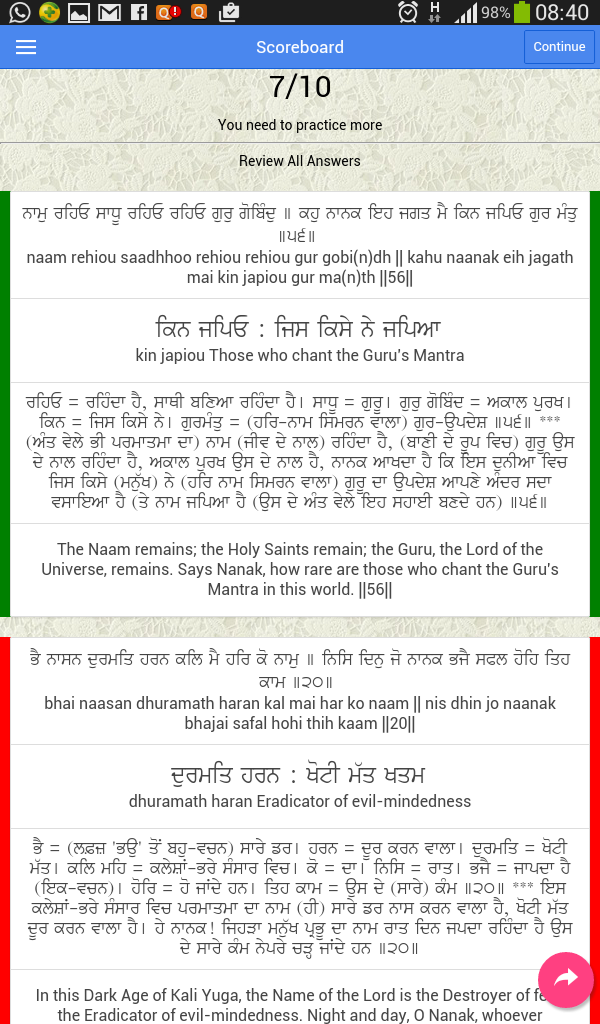 98% 08:40
Scoreboard
Continue
7/10
You need to practice more
Review All Answers
ਨਾਮੁ ਰਹਿਓ ਸਾਧੂ ਰਹਿਓ ਰਹਿਓ ਗੁਰੁ ਗੋਬਿੰਦੁ ॥ ਕਹੁ ਨਾਨਕ ਇਹ ਜਗਤ ਮੈ ਕਿਨ ਜਪਿਓ ਗੁਰ ਮੰਤੁ
॥੫੬॥
naam rehiou saadhhoo rehiou rehiou gur gobi(n)dh || kahu naanak eih jagath
mai kin japiou gur ma(n)th ||56||
ਕਿਨ ਜਪਿਓ : ਜਿਸ ਕਿਸੇ ਨੇ ਜਪਿਆ
kin japiou Those who chant the Guru's Mantra
ਰਹਿਓ = ਰਹਿੰਦਾ ਹੈ, ਸਾਥੀ ਬਣਿਆ ਰਹਿੰਦਾ ਹੈ। ਸਾਧੂ = ਗੁਰੂ। ਗੁਰੁ ਗੋਬਿੰਦ = ਅਕਾਲ ਪੁਰਖ।
ਕਿਨ = ਜਿਸ ਕਿਸੇ ਨੇ। ਗੁਰਮੰਤੁ = (ਹਰਿ-ਨਾਮ ਸਿਮਰਨ ਵਾਲਾ) ਗੁਰ-ਉਪਦੇਸ਼ ॥੫੬॥ ***
(ਅੰਤ ਵੇਲੇ ਭੀ ਪਰਮਾਤਮਾ ਦਾ) ਨਾਮ (ਜੀਵ ਦੇ ਨਾਲ) ਰਹਿੰਦਾ ਹੈ, (ਬਾਣੀ ਦੇ ਰੂਪ ਵਿਚ) ਗੁਰੂ ਉਸ
ਦੇ ਨਾਲ ਰਹਿੰਦਾ ਹੈ, ਅਕਾਲ ਪੁਰਖ ਉਸ ਦੇ ਨਾਲ ਹੈ, ਨਾਨਕ ਆਖਦਾ ਹੈ ਕਿ ਇਸ ਦੁਨੀਆ ਵਿਚ
ਜਿਸ ਕਿਸੇ (ਮਨੁੱਖ) ਨੇ (ਹਰਿ ਨਾਮ ਸਿਮਰਨ ਵਾਲਾ) ਗੁਰੂ ਦਾ ਉਪਦੇਸ਼ ਆਪਣੇ ਅੰਦਰ ਸਦਾ
ਵਸਾਇਆ ਹੈ (ਤੇ ਨਾਮ ਜਪਿਆ ਹੈ (ਉਸ ਦੇ ਅੰਤ ਵੇਲੇ ਇਹ ਸਹਾਈ ਬਣਦੇ ਹਨ) ॥੫੬॥
The Naam remains; the Holy Saints remain; the Guru, the Lord of the
Universe, remains. Says Nanak, how rare are those who chant the Guru's
Mantra in this world. ||56||
ਭੈ ਨਾਸਨ ਦੁਰਮਤਿ ਹਰਨ ਕਲਿ ਮੈ ਹਰਿ ਕੋ ਨਾਮੁ ॥ ਨਿਸਿ ਦਿਨੁ ਜੋ ਨਾਨਕ ਭਜੈ ਸਫਲ ਹੋਹਿ ਤਿਹ
ਕਾਮ ॥੨੦॥
bhai naasan dhuramath haran kal mai har ko naam || nis dhin jo naanak
bhajai safal hohi thih kaam ||20||
ਦੁਰਮਤਿ ਹਰਨ : ਖੋਟੀ ਮੱਤ ਖਤਮ
dhuramath haran Eradicator of evil-mindedness
ਭੈ = (ਲਫ਼ਜ਼ 'ਭਉ' ਤੋਂ ਬਹੁ-ਵਚਨ) ਸਾਰੇ ਡਰ। ਹਰਨ = ਦੂਰ ਕਰਨ ਵਾਲਾ। ਦੁਰਮਤਿ = ਖੋਟੀ
ਮੱਤ। ਕਲਿ ਮਹਿ = ਕਲੇਸ਼ਾਂ-ਭਰੇ ਸੰਸਾਰ ਵਿਚ। ਕੋ = ਦਾ। ਨਿਸਿ = ਰਾਤ। ਭਜੈ = ਜਾਪਦਾ ਹੈ
(ਇਕ-ਵਚਨ)। ਹੋਹਿ = ਹੋ ਜਾਂਦੇ ਹਨ। ਤਿਹ ਕਾਮ = ਉਸ ਦੇ (ਸਾਰੇ) ਕੰਮ ॥੨੦॥ *** ਇਸ
ਕਲੇਸ਼ਾਂ-ਭਰੇ ਸੰਸਾਰ ਵਿਚ ਪਰਮਾਤਮਾ ਦਾ ਨਾਮ (ਹੀ) ਸਾਰੇ ਡਰ ਨਾਸ ਕਰਨ ਵਾਲਾ ਹੈ, ਖੋਟੀ ਮੱਤ
ਦੂਰ ਕਰਨ ਵਾਲਾ ਹੈ। ਹੇ ਨਾਨਕ! ਜਿਹੜਾ ਮਨੁੱਖ ਪ੍ਰਭੂ ਦਾ ਨਾਮ ਰਾਤ ਦਿਨ ਜਪਦਾ ਰਹਿੰਦਾ ਹੈ ਉਸ
ਦੇ ਸਾਰੇ ਕੰਮ ਨੇਪਰੇ ਚੜ੍ਹ ਜਾਂਦੇ ਹਨ ॥੨੦॥
In this Dark Age of Kali Yuga, the Name of the Lord is the Destroyer of
the Eradicator of evil-mindedness. Night and day, O Nanak, whoever